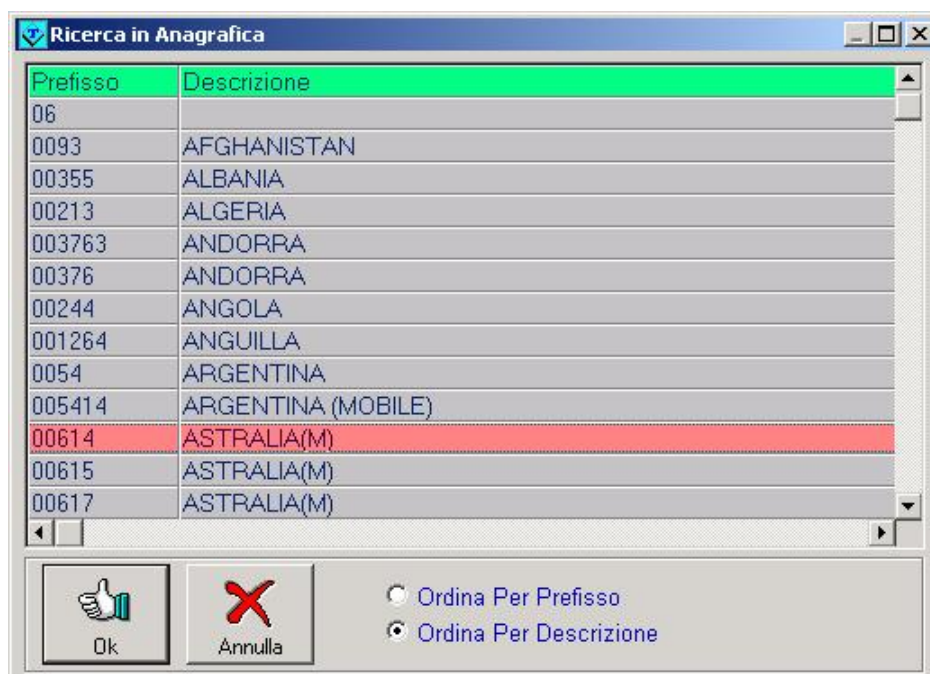 Ricerca in Anagrafica
Prefisso Descrizione
06
0093 AFGHANISTAN
00355 ALBANIA
00213 ALGERIA
003763 ANDORRA
00376 ANDORRA
00244 ANGOLA
001264 ANGUILLA
0054 ARGENTINA
005414 ARGENTINA (MOBILE)
00614 ASTRALIA(M)
00615 ASTRALIA(M)
00617 ASTRALIA(M)
Ordina Per Prefisso
Ordina Per Descrizione
Ok Annulla